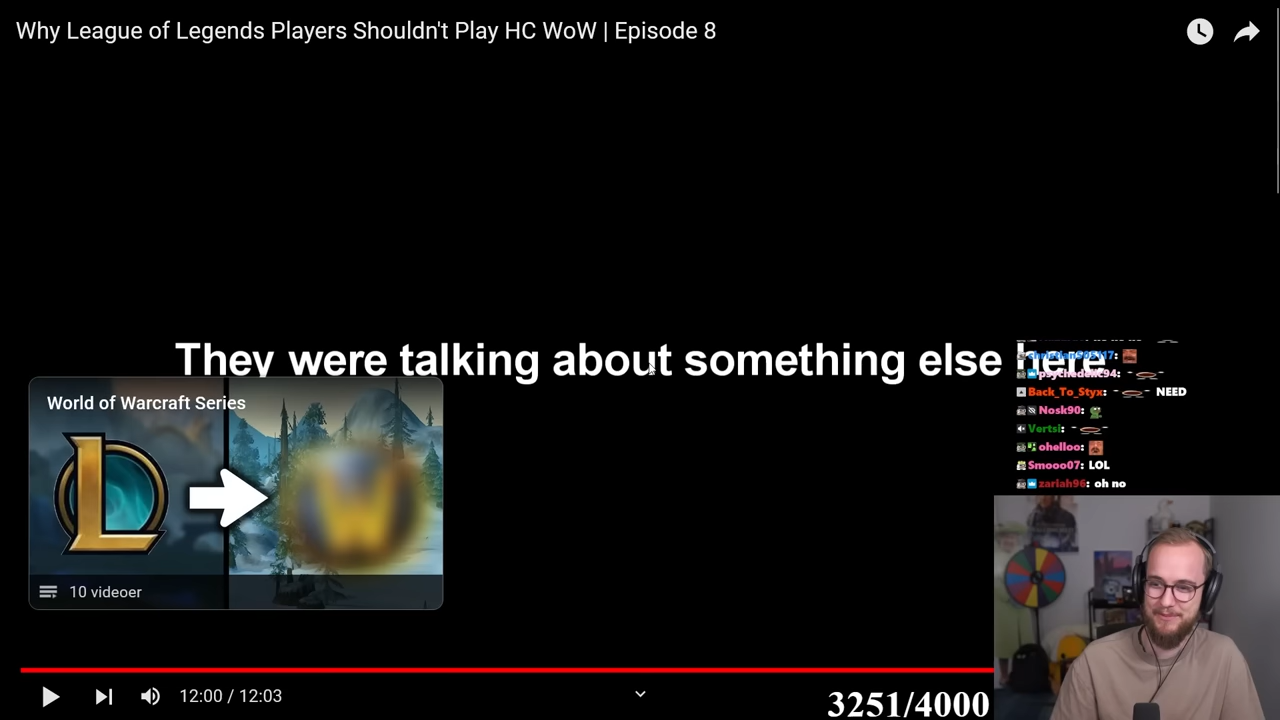 Why League of Legends Players Shouldn't Play HC WoW | Episode 8
They were talking about something else here
christian505117:
psychedelic94:
Back_To_Styx: NEED
Nosk90:
Vertsi:
ohelloo:
Smooo07: LOL
zariah96: oh no
World of Warcraft Series
10 videoer
12:00 / 12:03
3251/4000